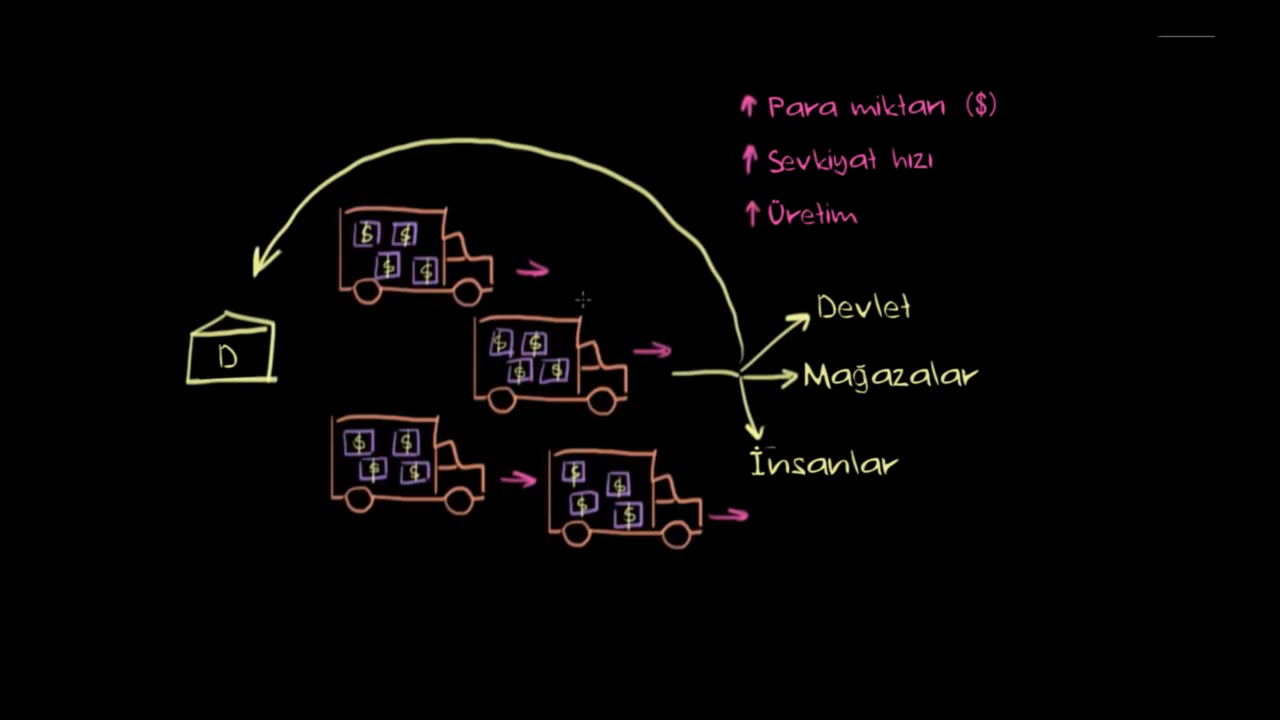 Para miktarı ($)
Sevkiyat hızı
Üretim
$ $
$ $
Devlet
$ $
$ $
D
Mağazalar
$ $
$ $
İnsanlar
$ $
$ $